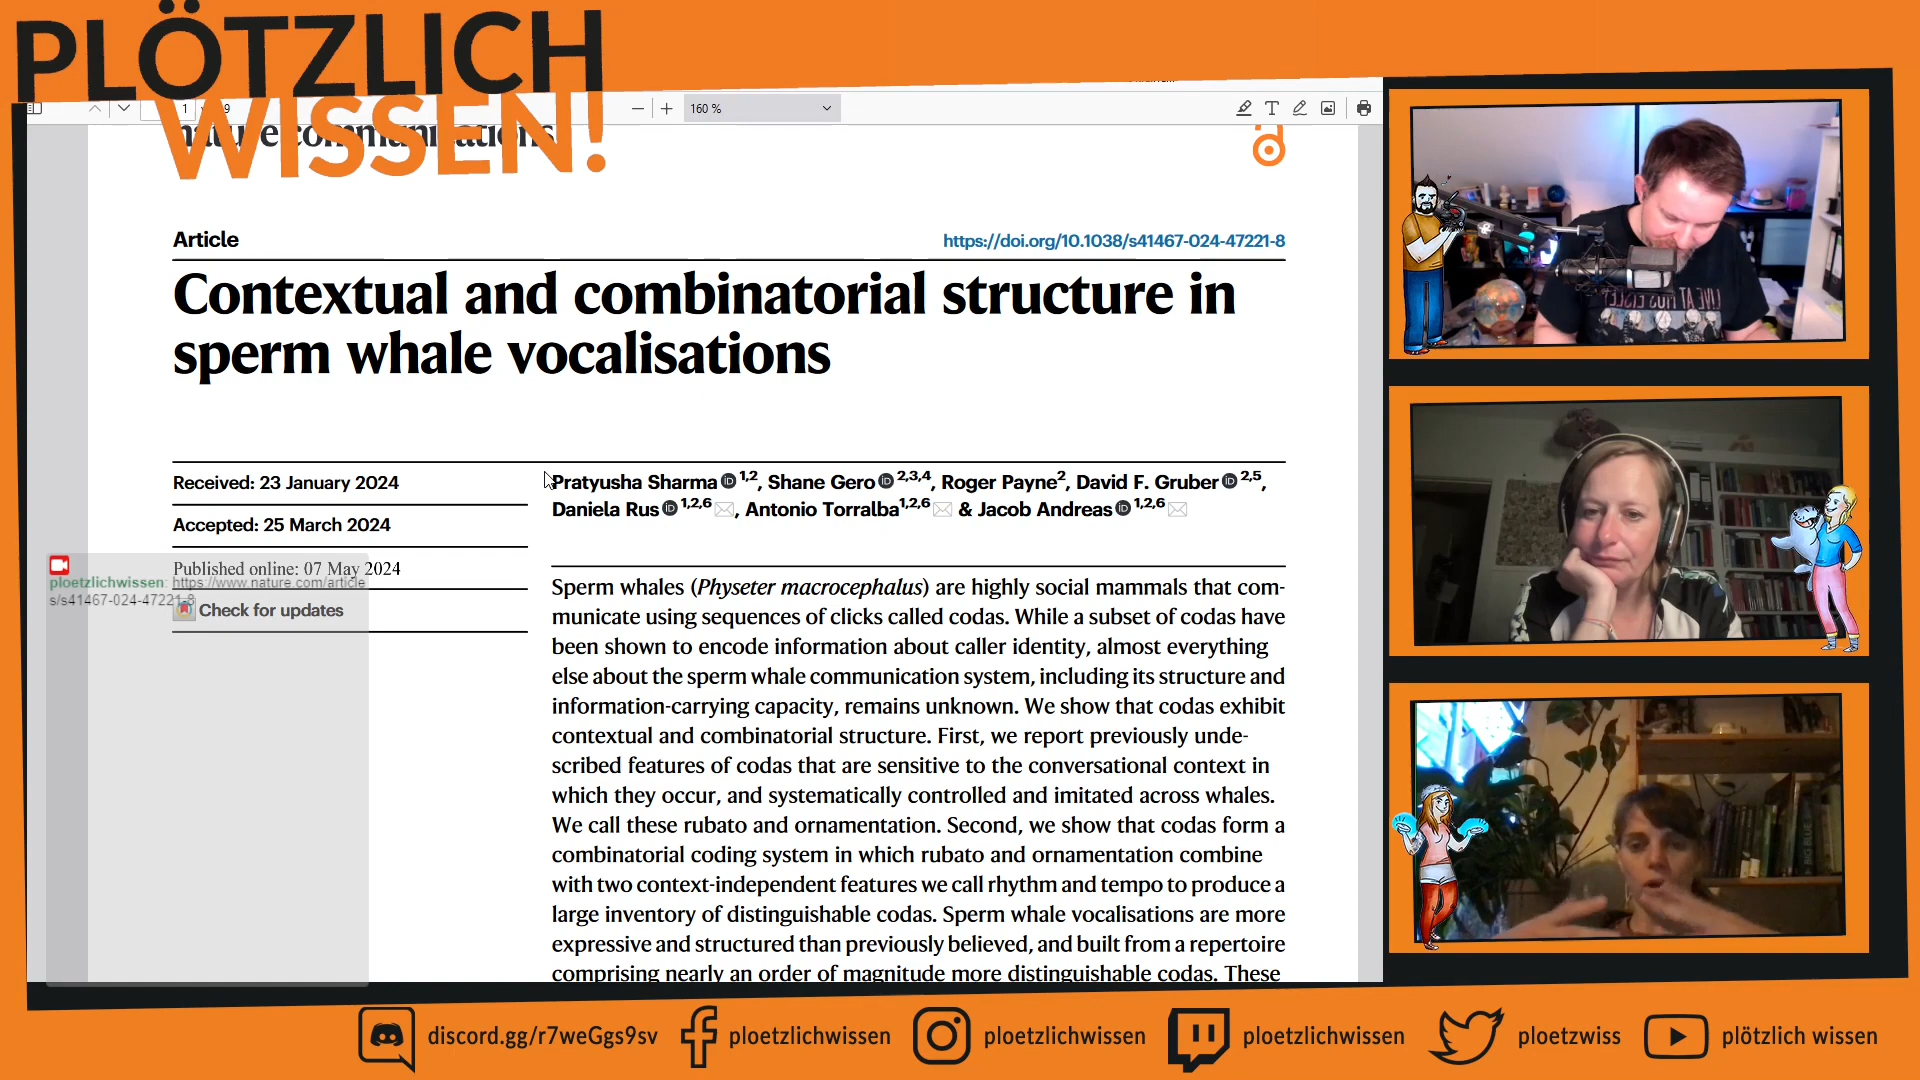 PLÖTZLICH
WISSEN!
1
9
160 %
nature communications
Article
https://doi.org/10.1038/s41467-024-47221-8
Contextual and combinatorial structure in
sperm whale vocalisations
Received: 23 January 2024
Accepted: 25 March 2024
Published online: 07 May 2024
Check for updates
ploetzlichwissen: https://www.nature.com/article
s/s41467-024-47221-8
Pratyusha Sharma 1,2, Shane Gero 2,3,4, Roger Payne2, David F. Gruber 2,5,
Daniela Rus 1,2,6, Antonio Torralba1,2,6 & Jacob Andreas 1,2,6
Sperm whales (Physeter macrocephalus) are highly social mammals that com-
municate using sequences of clicks called codas. While a subset of codas have
been shown to encode information about caller identity, almost everything
else about the sperm whale communication system, including its structure and
information-carrying capacity, remains unknown. We show that codas exhibit
contextual and combinatorial structure. First, we report previously unde-
scribed features of codas that are sensitive to the conversational context in
which they occur, and systematically controlled and imitated across whales.
We call these rubato and ornamentation. Second, we show that codas form a
combinatorial coding system in which rubato and ornamentation combine
with two context-independent features we call rhythm and tempo to produce a
large inventory of distinguishable codas. Sperm whale vocalisations are more
expressive and structured than previously believed, and built from a repertoire
comprising nearly an order of magnitude more distinguishable codas. These
LIVE AT MOS EISLEY
BIG BLUE
discord.gg/r7weGgs9sv
ploetzlichwissen
ploetzlichwissen
ploetzlichwissen
ploetzwiss
plötzlich wissen